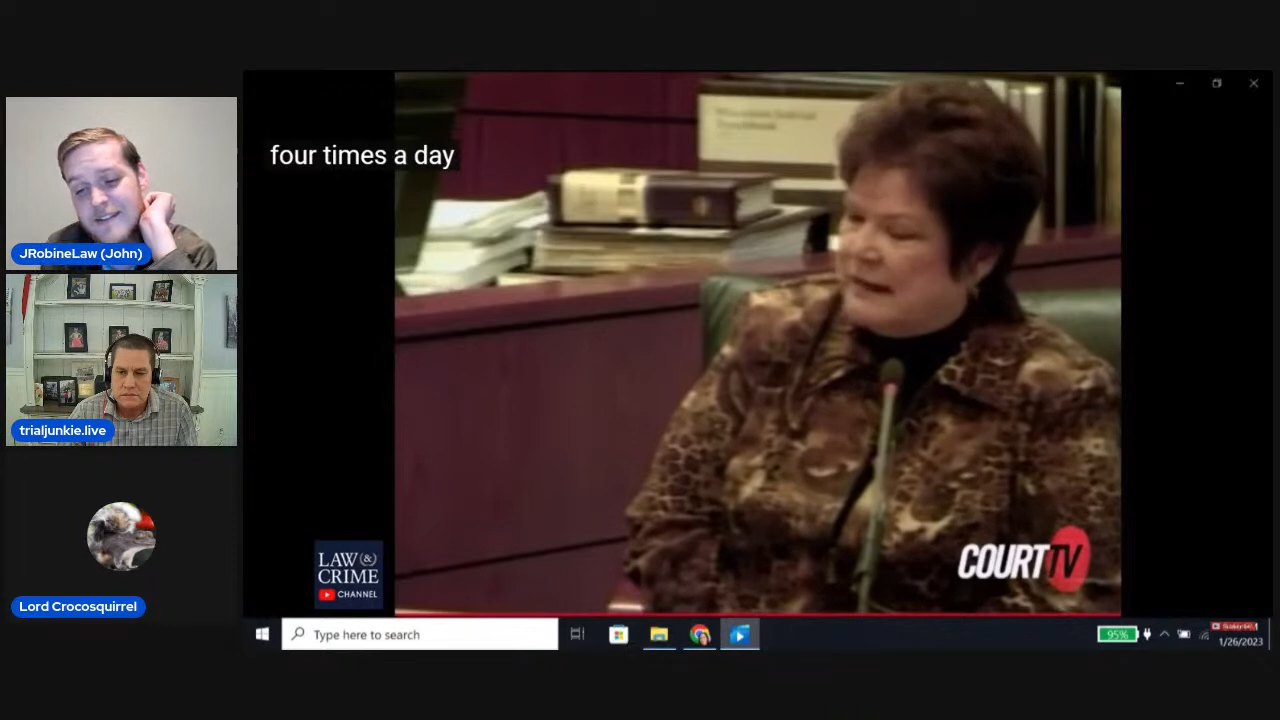 four times a day
JRobineLaw (John)
trialjunkie.live
Lord Crocosquirrel
LAW & CRIME
CHANNEL
COURT TV
Type here to search
95%
1/26/2023